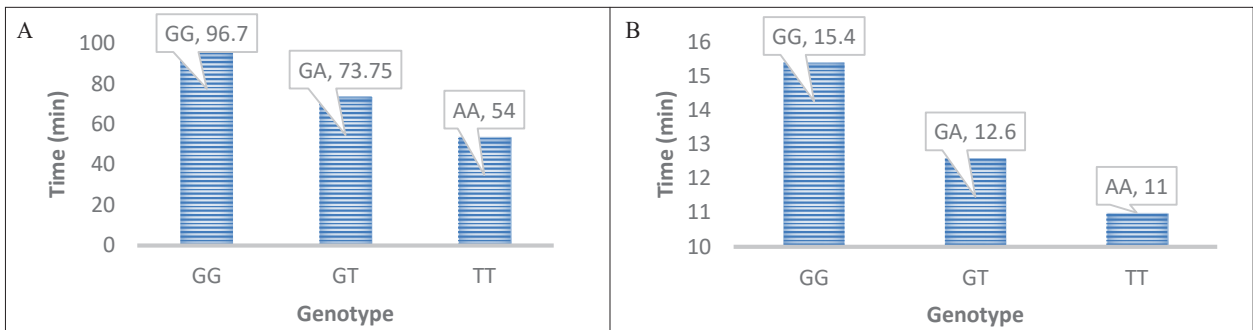 A
Time (min)
100
80
60
40
20
0
GG, 96.7
GA, 73.75
AA, 54
GG
GT
TT
Genotype
B
Time (min)
16
15
14
13
12
11
10
GG, 15.4
GA, 12.6
AA, 11
GG
GT
TT
Genotype